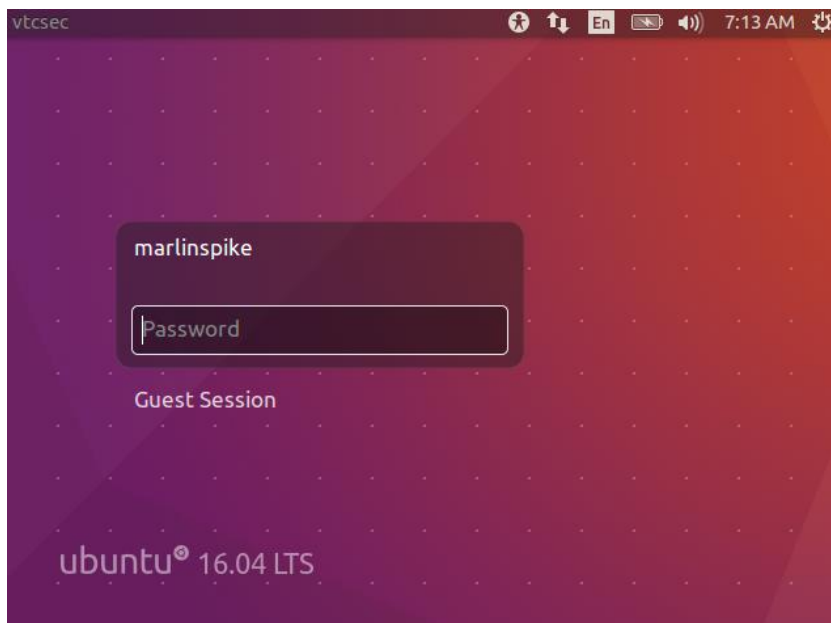 vtcsec En 7:13 AM
marlinspike
Password
Guest Session
ubuntu 16.04 LTS